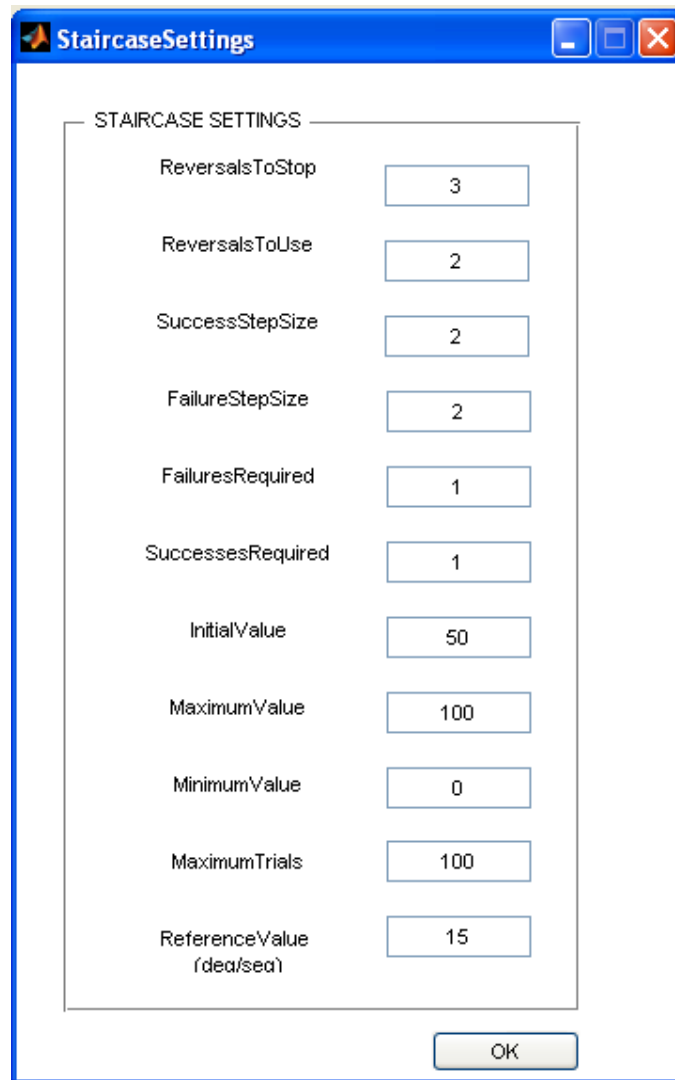 StaircaseSettings
STAIRCASE SETTINGS
ReversalsToStop 3
ReversalsToUse 2
SuccessStepSize 2
FailureStepSize 2
FailuresRequired 1
SuccessesRequired 1
InitialValue 50
MaximumValue 100
MinimumValue 0
MaximumTrials 100
ReferenceValue 15
(deg/seg)
OK